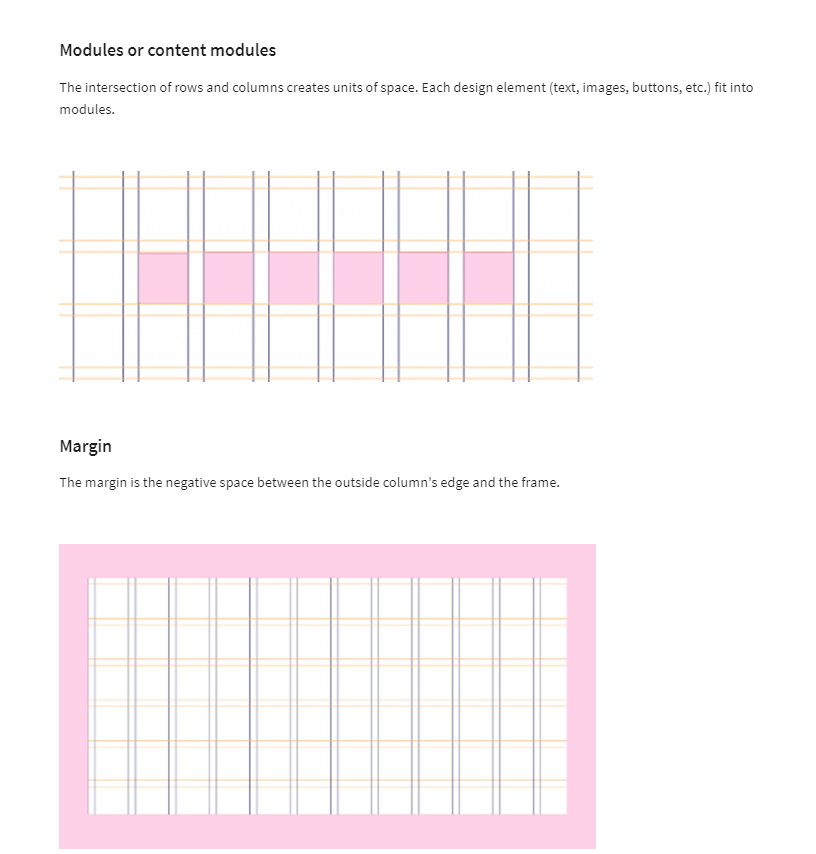 Modules or content modules
The intersection of rows and columns creates units of space. Each design element (text, images, buttons, etc.) fit into
modules.
Margin
The margin is the negative space between the outside column's edge and the frame.